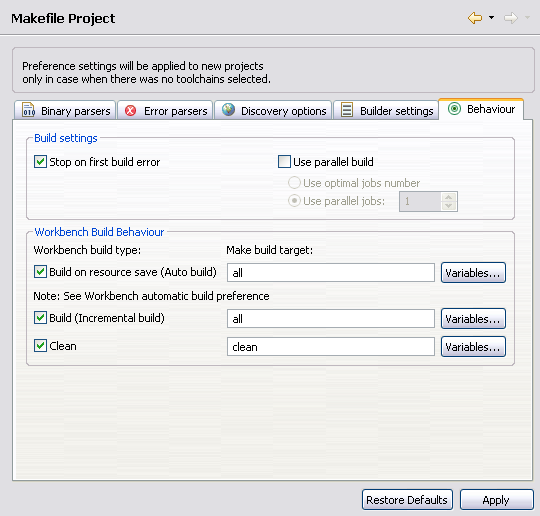 Makefile Project
Preference settings will be applied to new projects
only in case when there was no toolchains selected.
010 Binary parsers Error parsers Discovery options Builder settings Behaviour
Build settings
Stop on first build error Use parallel build
Use optimal jobs number
Use parallel jobs: 1
Workbench Build Behaviour
Workbench build type: Make build target:
Build on resource save (Auto build) all Variables...
Note: See Workbench automatic build preference
Build (Incremental build) all Variables...
Clean clean Variables...
Restore Defaults Apply